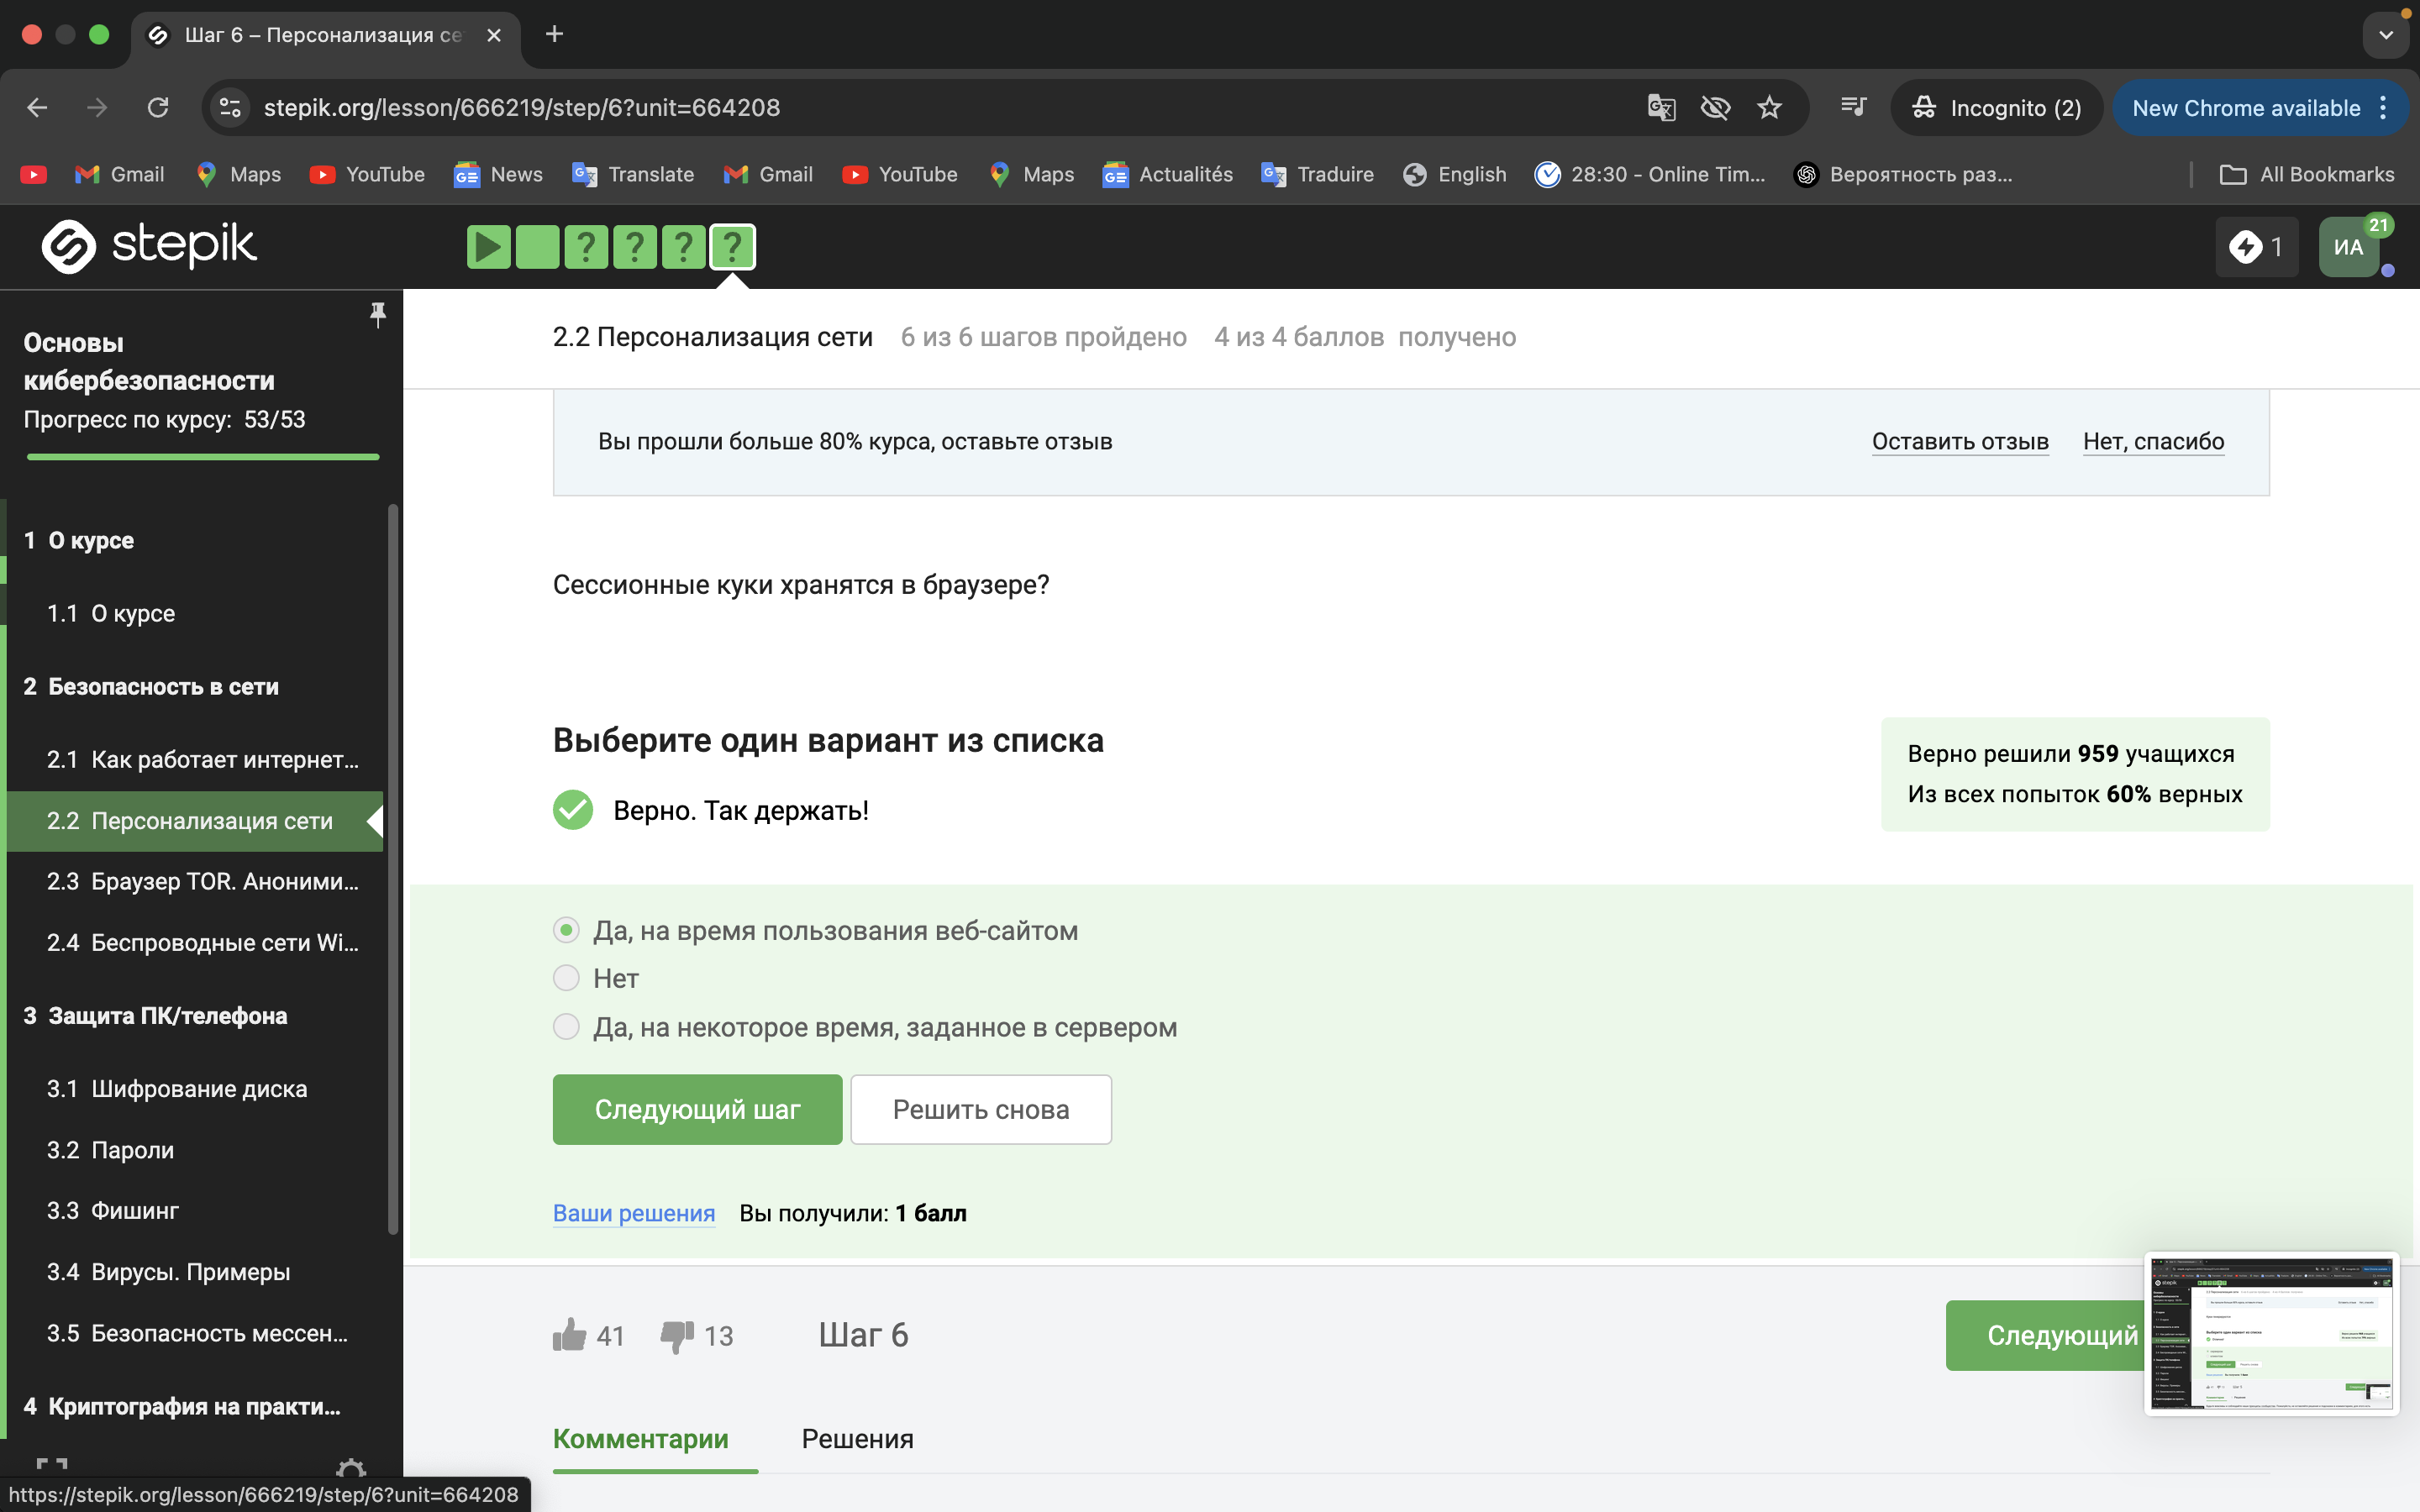 Шаг 6 – Персонализация се
stepik.org/lesson/666219/step/6?unit=664208
Incognito (2)
New Chrome available
Gmail
Maps
YouTube
News
Translate
Gmail
YouTube
Maps
Actualités
Traduire
English
28:30 - Online Tim...
Вероятность раз...
All Bookmarks
stepik
? ? ? ?
1
ИА
21
Основы
кибербезопасности
Прогресс по курсу: 53/53
1 О курсе
1.1 О курсе
2 Безопасность в сети
2.1 Как работает интернет...
2.2 Персонализация сети
2.3 Браузер TOR. Аноними...
2.4 Беспроводные сети Wi...
3 Защита ПК/телефона
3.1 Шифрование диска
3.2 Пароли
3.3 Фишинг
3.4 Вирусы. Примеры
3.5 Безопасность мессен...
4 Криптография на практи...
https://stepik.org/lesson/666219/step/6?unit=664208
2.2 Персонализация сети 6 из 6 шагов пройдено 4 из 4 баллов получено
Вы прошли больше 80% курса, оставьте отзыв
Оставить отзыв
Нет, спасибо
Сессионные куки хранятся в браузере?
Выберите один вариант из списка
Верно. Так держать!
Верно решили 959 учащихся
Из всех попыток 60% верных
Да, на время пользования веб-сайтом
Нет
Да, на некоторое время, заданное в сервером
Следующий шаг
Решить снова
Ваши решения Вы получили: 1 балл
41
13
Шаг 6
Следующий
Комментарии
Решения